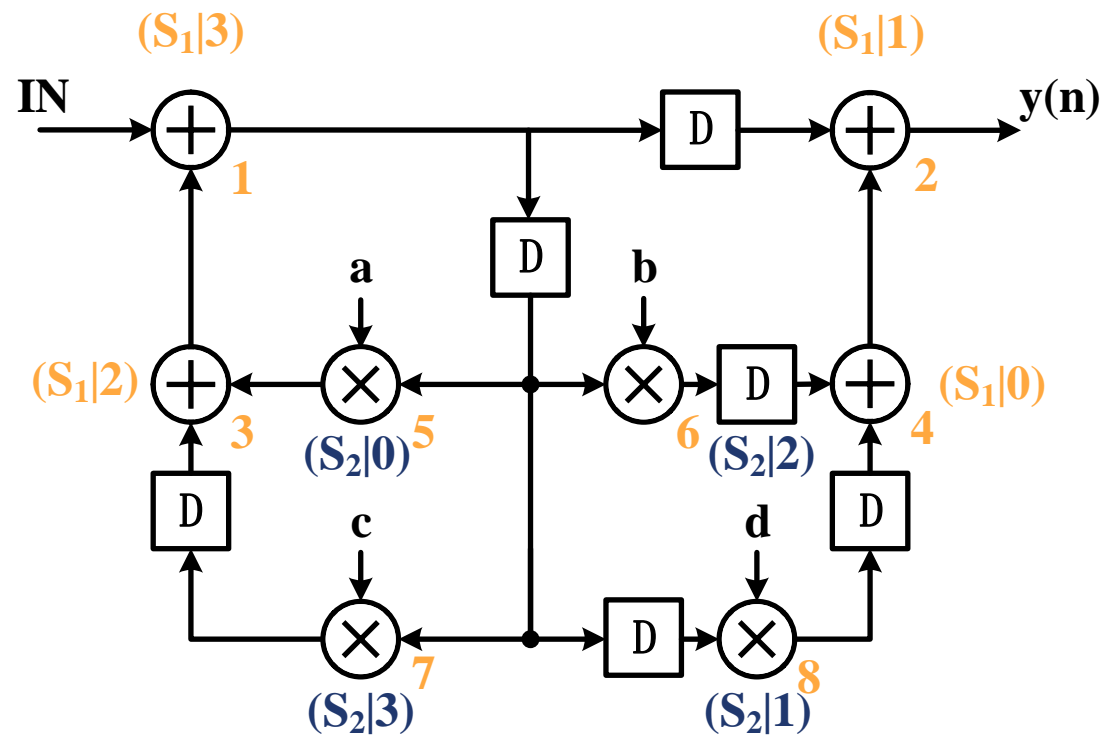 (S₁|3) (S₁|1)
IN y(n)
D
1 2
D
a b
(S₁|2) D (S₁|0)
3 5 6 4
(S₂|0) (S₂|2)
D c d D
D
7 8
(S₂|3) (S₂|1)